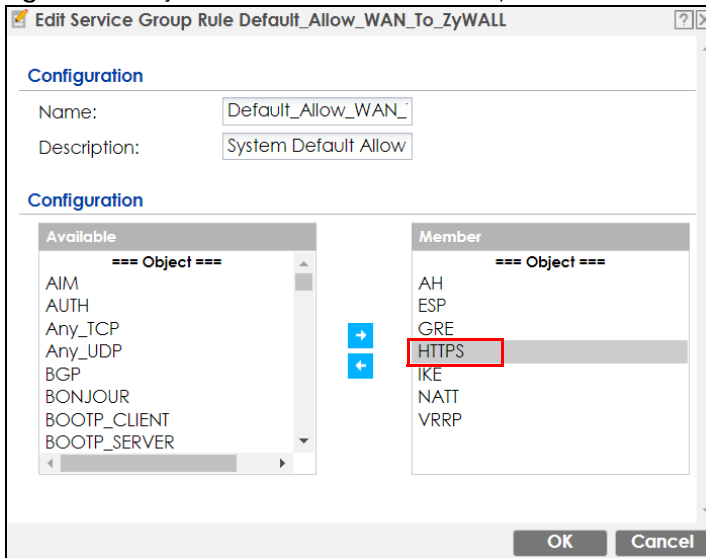 Edit Service Group Rule Default_Allow_WAN_To_ZyWALL
Configuration
Name: Default_Allow_WAN_
Description: System Default Allow
Configuration
Available
=== Object ===
AIM
AUTH
Any_TCP
Any_UDP
BGP
BONJOUR
BOOTP_CLIENT
BOOTP_SERVER
Member
=== Object ===
AH
ESP
GRE
HTTPS
IKE
NATT
VRRP
OK Cancel